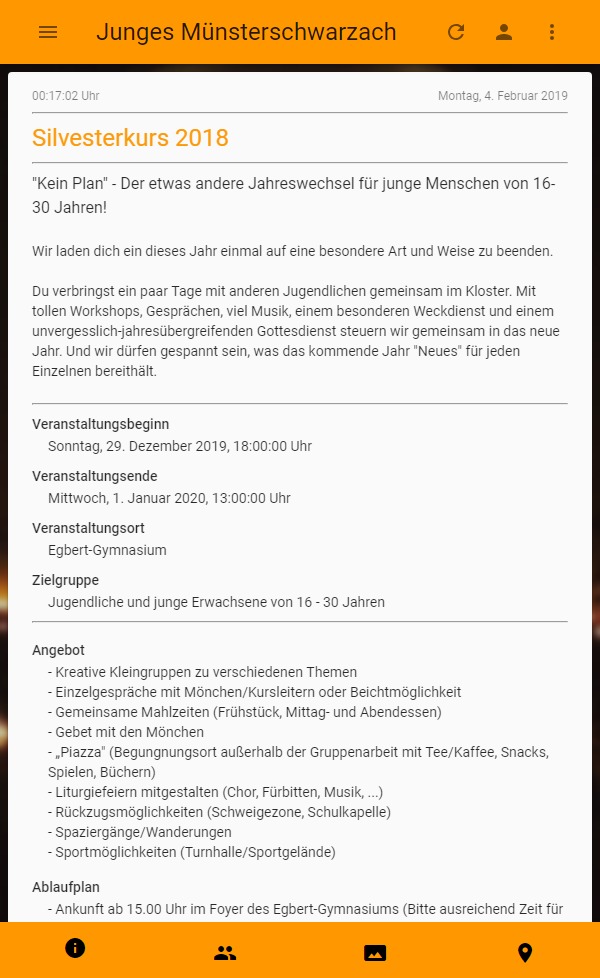 Junges Münsterschwarzach
00:17:02 Uhr
Montag, 4. Februar 2019
Silvesterkurs 2018
"Kein Plan" - Der etwas andere Jahreswechsel für junge Menschen von 16-
30 Jahren!
Wir laden dich ein dieses Jahr einmal auf eine besondere Art und Weise zu beenden.
Du verbringst ein paar Tage mit anderen Jugendlichen gemeinsam im Kloster. Mit
tollen Workshops, Gesprächen, viel Musik, einem besonderen Weckdienst und einem
unvergesslich-jahresübergreifenden Gottesdienst steuern wir gemeinsam in das neue
Jahr. Und wir dürfen gespannt sein, was das kommende Jahr "Neues" für jeden
Einzelnen bereithält.
Veranstaltungsbeginn
Sonntag, 29. Dezember 2019, 18:00:00 Uhr
Veranstaltungsende
Mittwoch, 1. Januar 2020, 13:00:00 Uhr
Veranstaltungsort
Egbert-Gymnasium
Zielgruppe
Jugendliche und junge Erwachsene von 16 - 30 Jahren
Angebot
- Kreative Kleingruppen zu verschiedenen Themen
- Einzelgespräche mit Mönchen/Kursleitern oder Beichtmöglichkeit
- Gemeinsame Mahlzeiten (Frühstück, Mittag- und Abendessen)
- Gebet mit den Mönchen
- „Piazza" (Begungnungsort außerhalb der Gruppenarbeit mit Tee/Kaffee, Snacks,
Spielen, Büchern)
- Liturgiefeiern mitgestalten (Chor, Fürbitten, Musik, ...)
- Rückzugsmöglichkeiten (Schweigezone, Schulkapelle)
- Spaziergänge/Wanderungen
- Sportmöglichkeiten (Turnhalle/Sportgelände)
Ablaufplan
- Ankunft ab 15.00 Uhr im Foyer des Egbert-Gymnasiums (Bitte ausreichend Zeit für